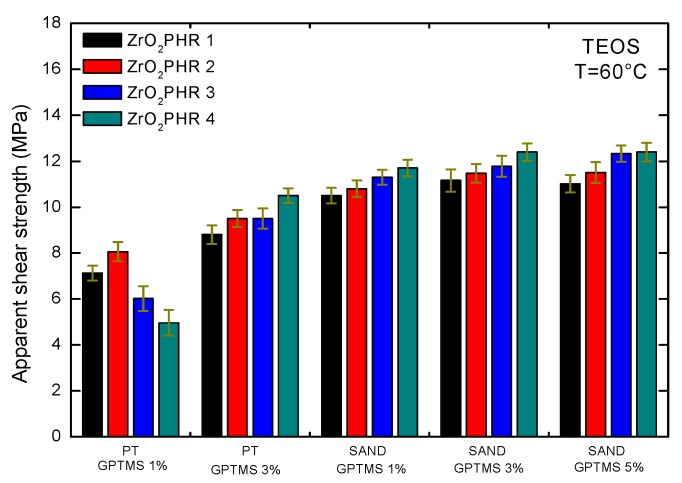 18
16
14
12
10
8
6
4
2
0
Apparent shear strength (MPa)
ZrO₂PHR 1
ZrO₂PHR 2
ZrO₂PHR 3
ZrO₂PHR 4
TEOS
T=60°C
PT
GPTMS 1%
PT
GPTMS 3%
SAND
GPTMS 1%
SAND
GPTMS 3%
SAND
GPTMS 5%